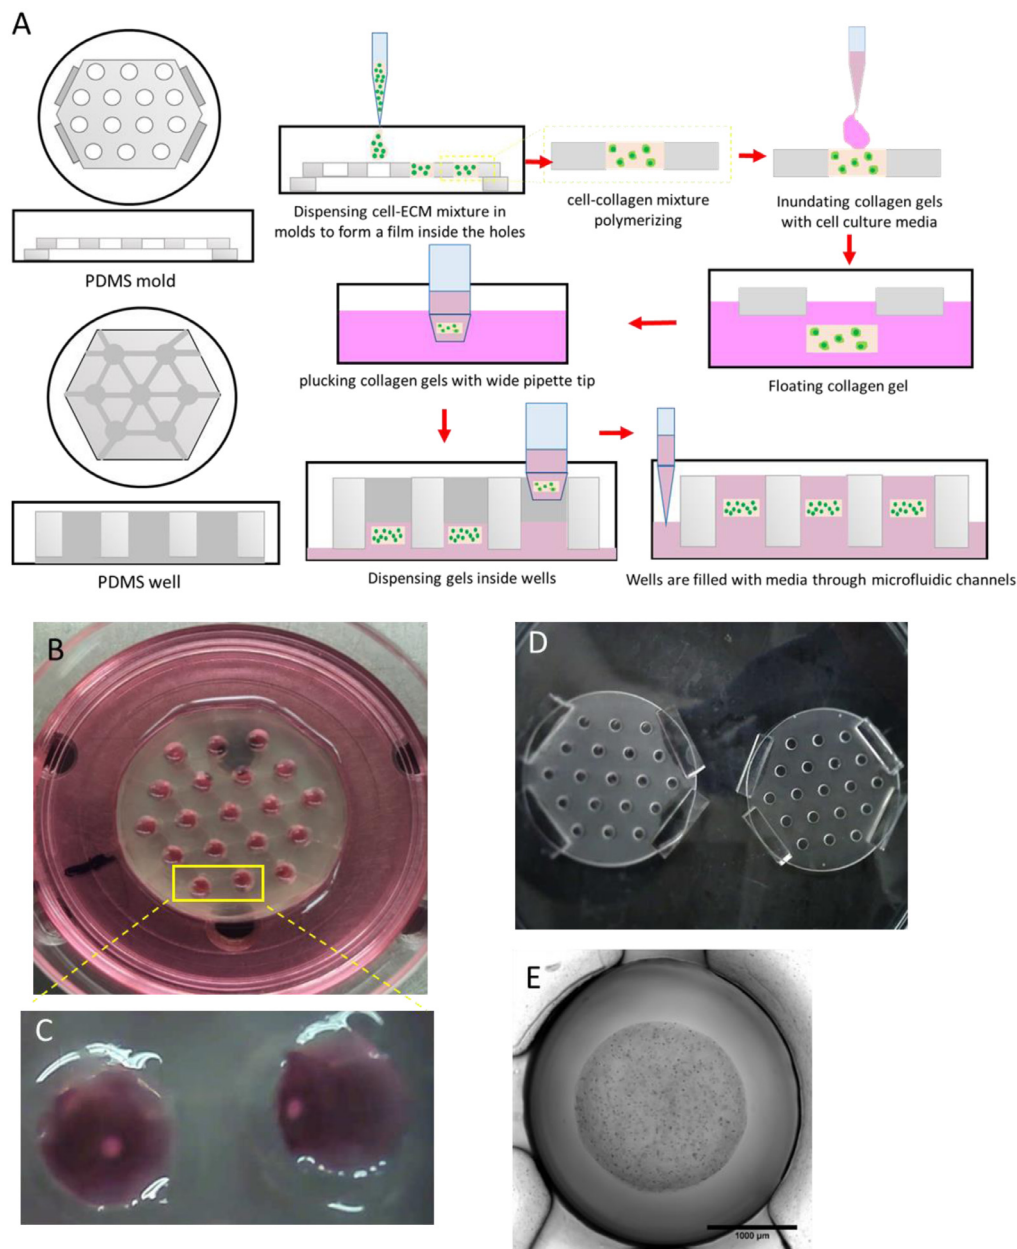 A
Dispensing cell-ECM mixture in
molds to form a film inside the holes
cell-collagen mixture
polymerizing
Inundating collagen gels
with cell culture media
PDMS mold
plucking collagen gels with wide pipette tip
Floating collagen gel
PDMS well
Dispensing gels inside wells
Wells are filled with media through microfluidic channels
B
D
C
E
1000 µm